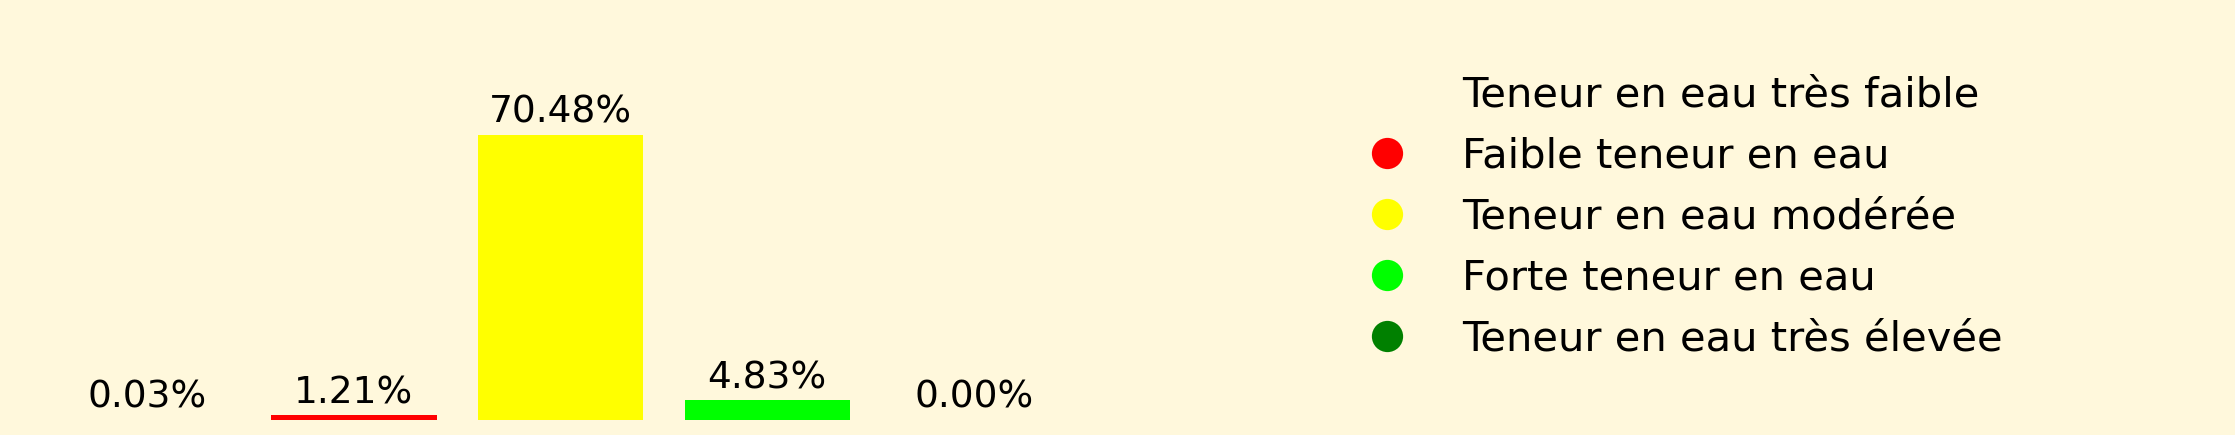 70.48%
4.83%
1.21%
0.03%
0.00%
Teneur en eau très faible
Faible teneur en eau
Teneur en eau modérée
Forte teneur en eau
Teneur en eau très élevée